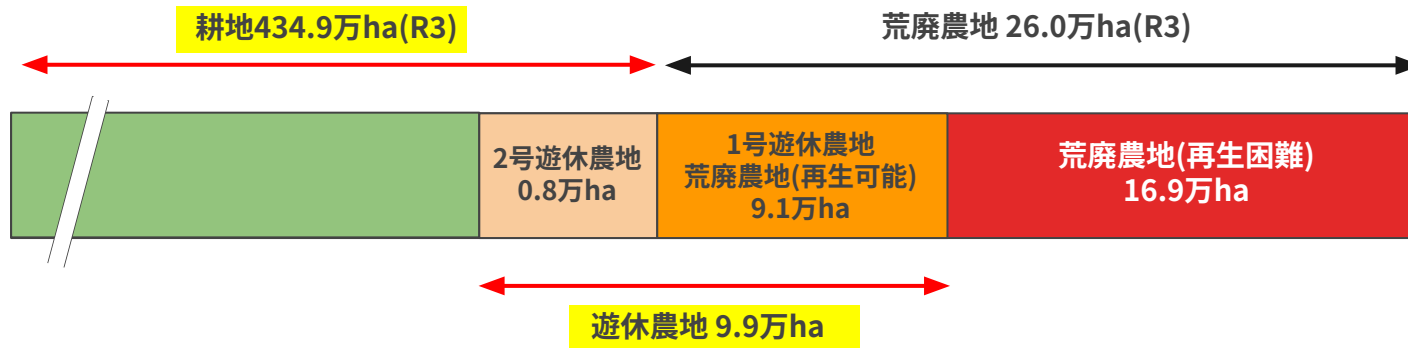 耕地434.9万ha(R3)
荒廃農地 26.0万ha(R3)
2号遊休農地
0.8万ha
1号遊休農地
荒廃農地(再生可能)
9.1万ha
荒廃農地(再生困難)
16.9万ha
遊休農地 9.9万ha